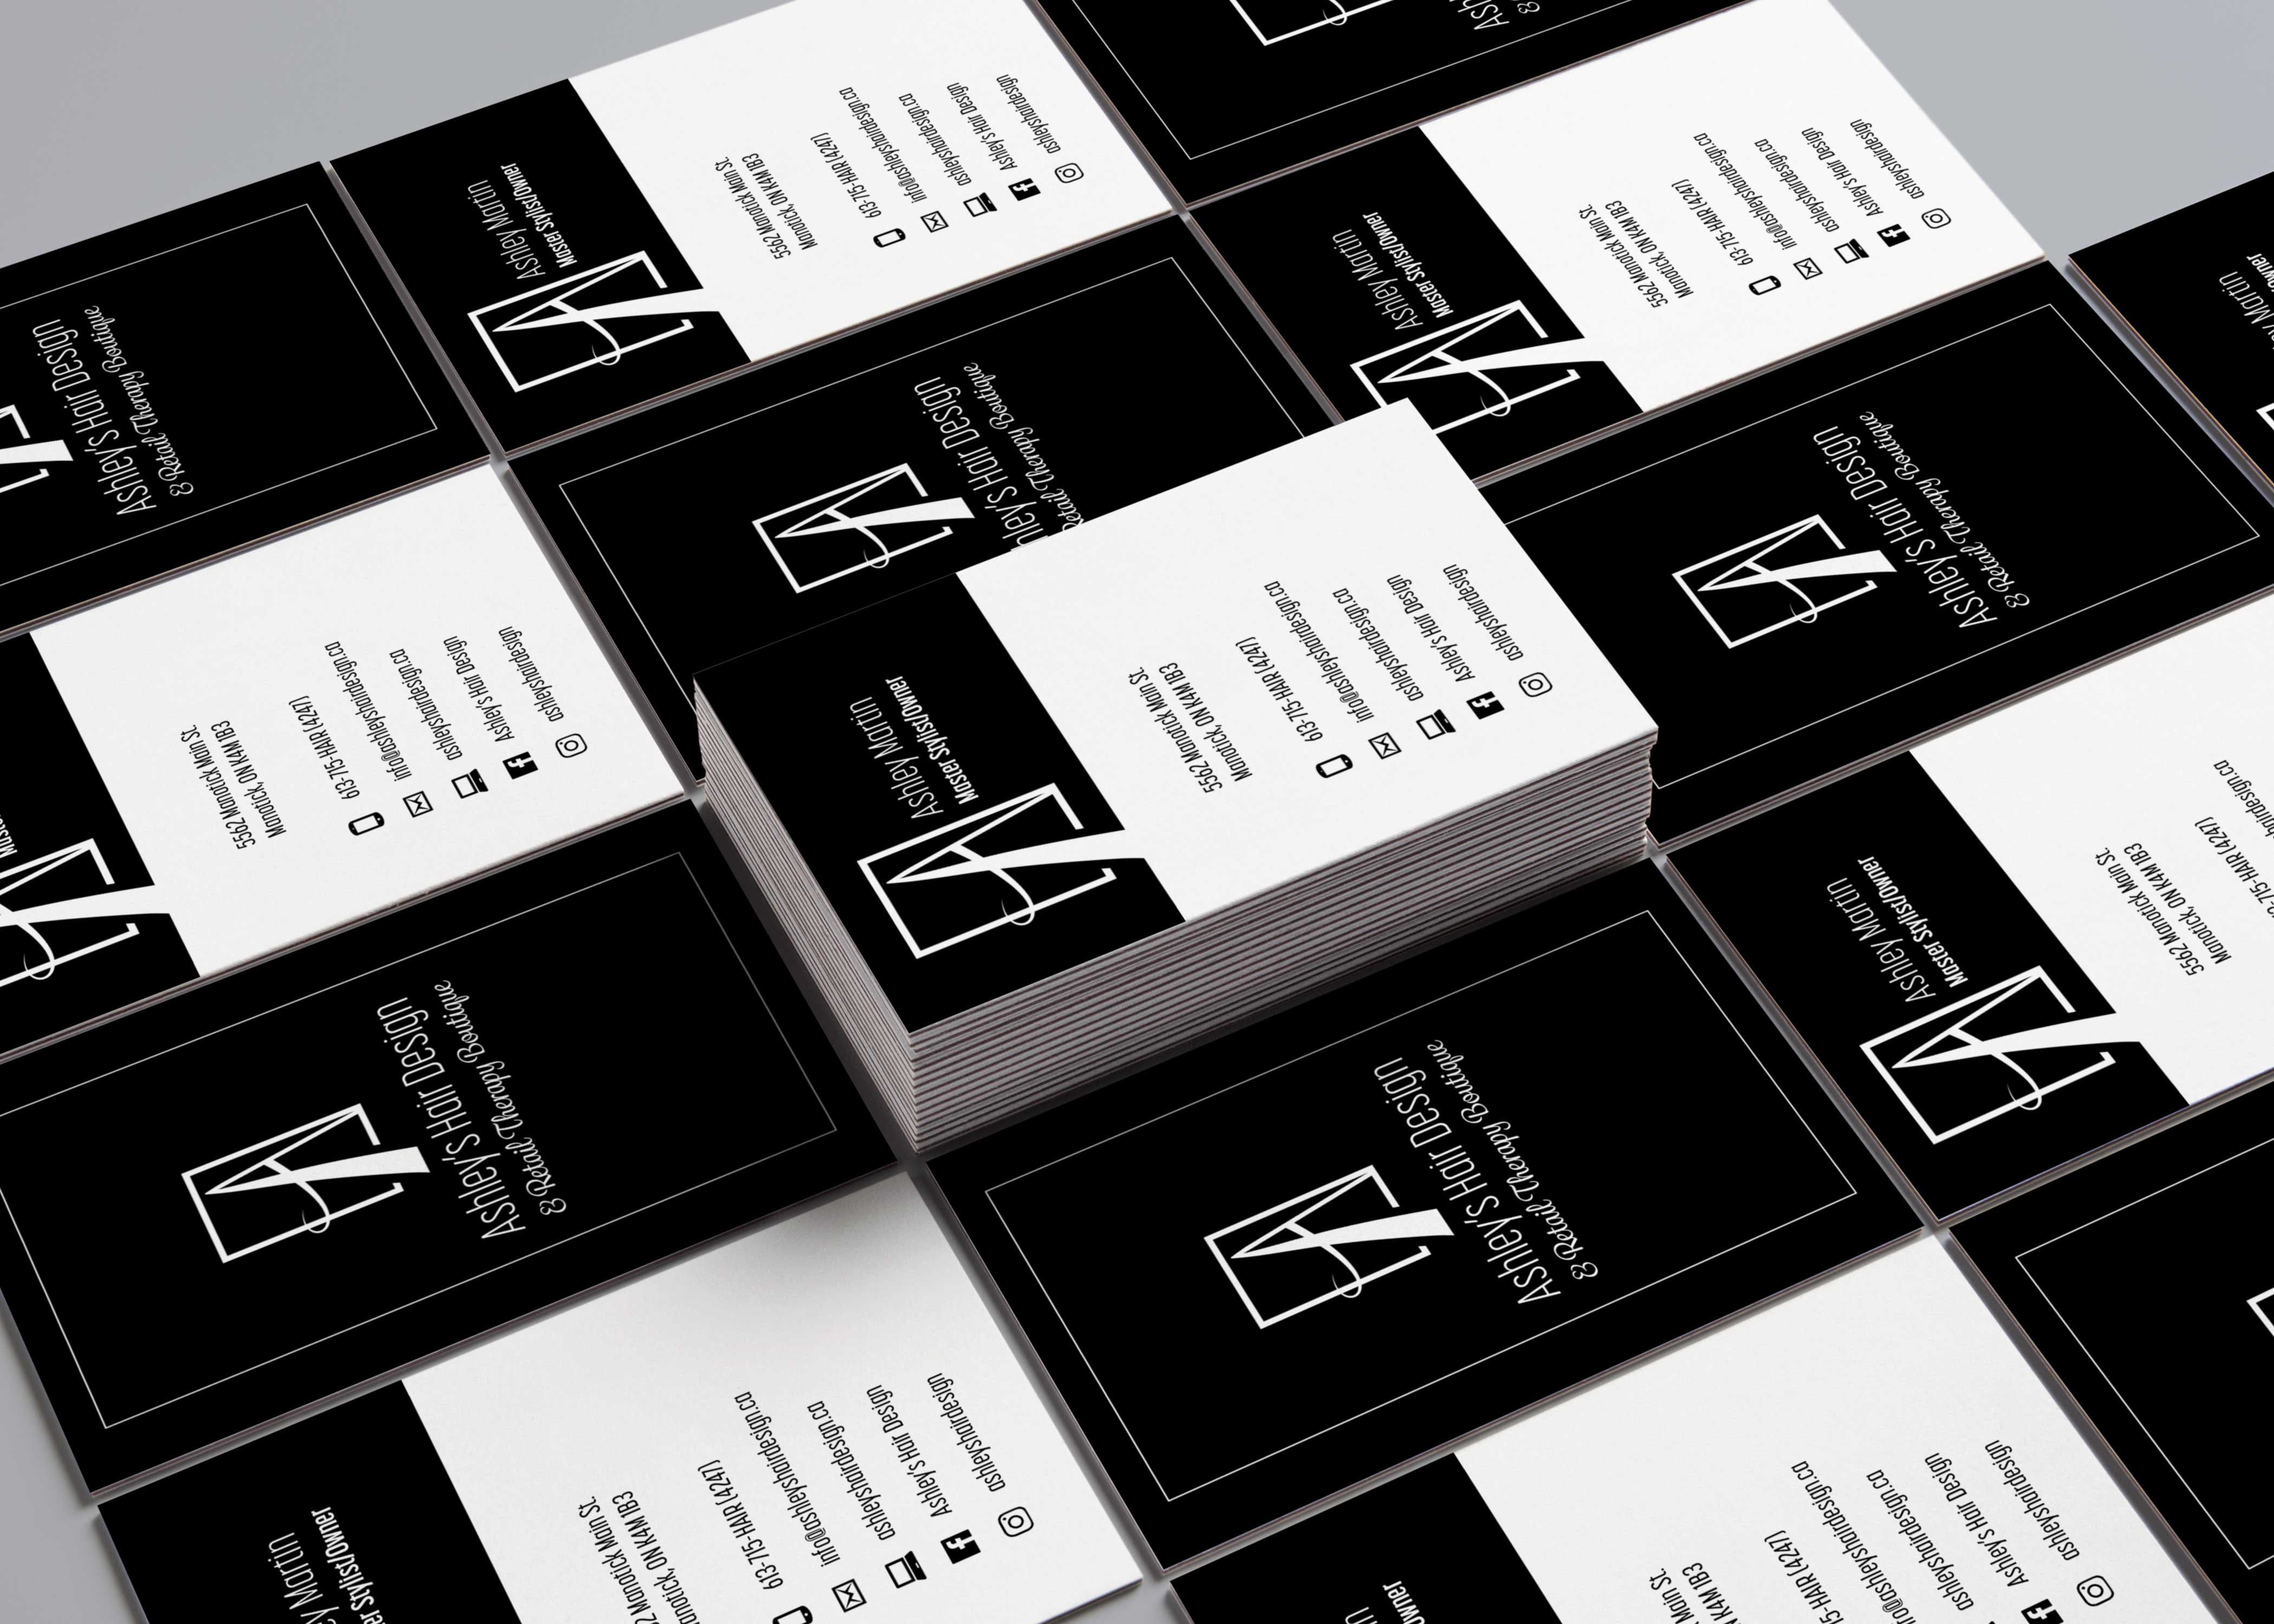 Ashley's Hair Design
& Retail Therapy Boutique
Ashley Martin
Master Stylist/Owner
5562 Manotick Main St.
Manotick, ON K4M 1B3
613-715-HAIR (4247)
info@ashleyshairdesign.ca
ashleyshairdesign.ca
Ashley's Hair Design
ashleyshairdesign